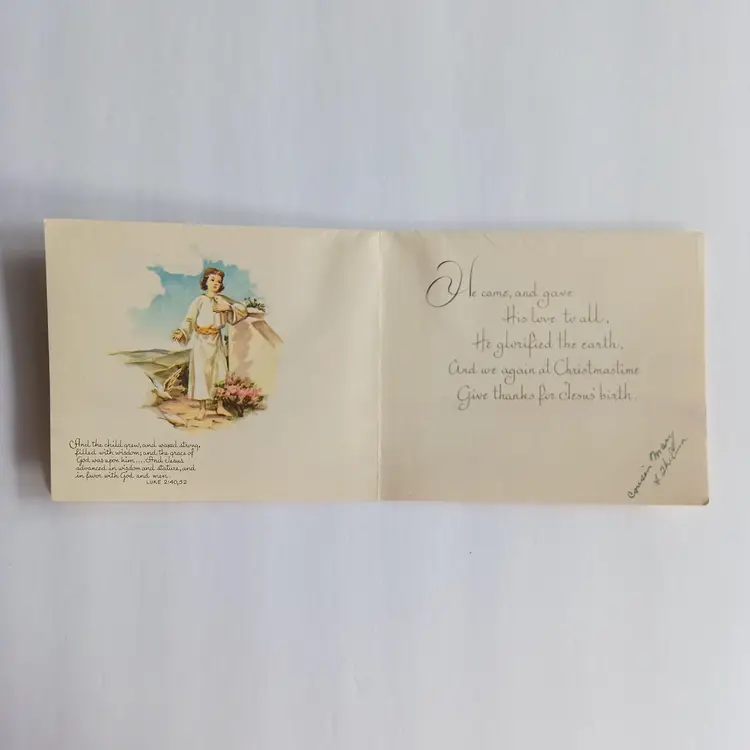 And the child grew, and waxed strong,
filled with wisdom; and the grace of
God was upon him.... And Jesus
advanced in wisdom and stature, and
in favor with God and men
LUKE 2:40,52
He came, and gave
His love to all,
He glorified the earth,
And we again at Christmastime
Give thanks for Jesus' birth.
Cousin Mary
&